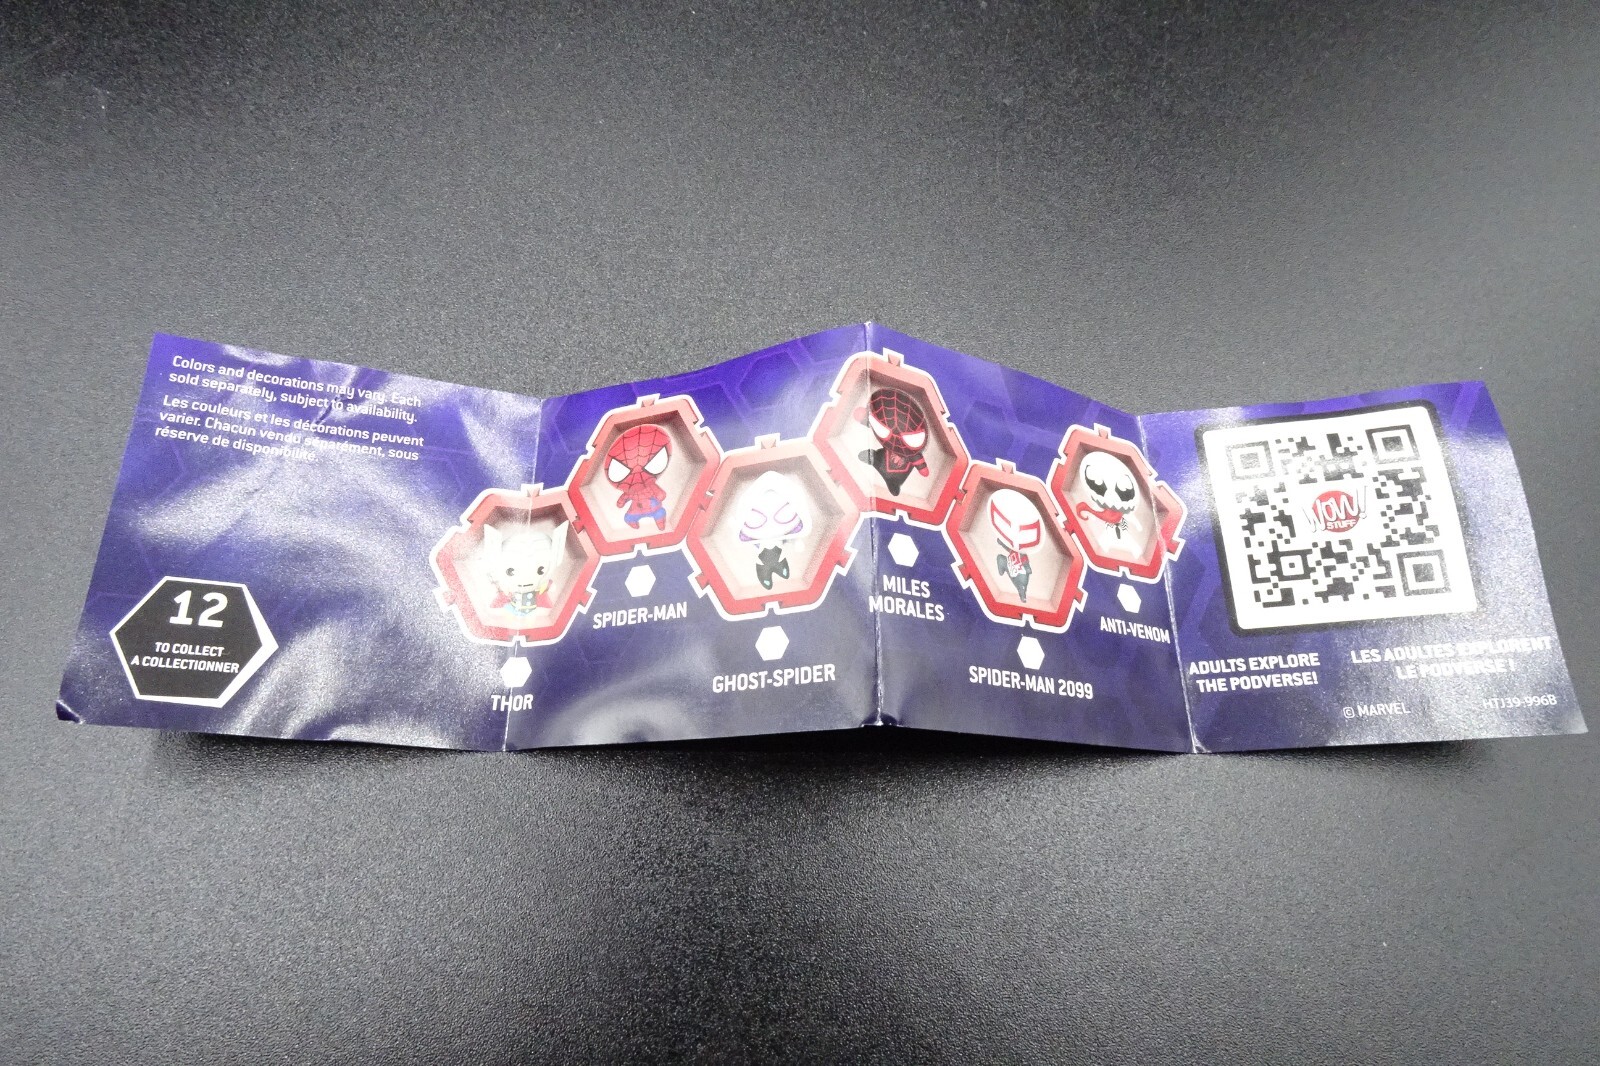 Colors and decorations may vary. Each
sold separately, subject to availability.
Les couleurs et les décorations peuvent
varier. Chacun vendu séparément, sous
réserve de disponibilité.
12
TO COLLECT
A COLLECTIONNER
THOR
SPIDER-MAN
GHOST-SPIDER
MILES
MORALES
SPIDER-MAN 2099
ANTI-VENOM
WOW!
STUFF
ADULTS EXPLORE
THE PODVERSE!
LES ADULTES EXPLORENT
LE PODVERSE !
© MARVEL
HTJ39-996B